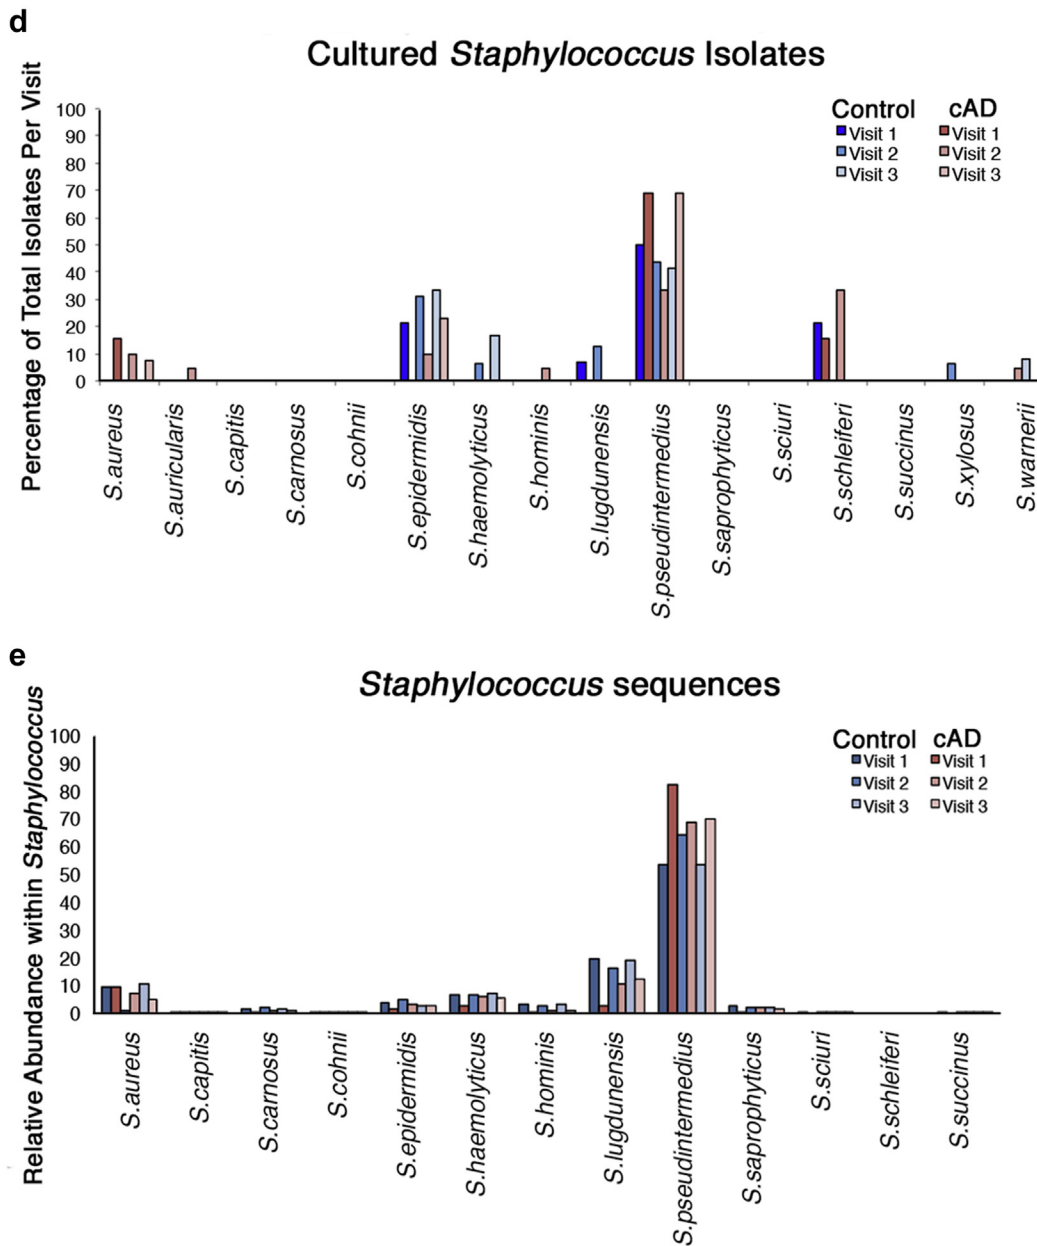 d
Cultured Staphylococcus Isolates
Percentage of Total Isolates Per Visit
100
90
80
70
60
50
40
30
20
10
0
Control cAD
Visit 1 Visit 1
Visit 2 Visit 2
Visit 3 Visit 3
S.aureus
S.auricularis
S.capitis
S.carnosus
S.cohnii
S.epidermidis
S.haemolyticus
S.hominis
S.lugdunensis
S.pseudintermedius
S.saprophyticus
S.sciuri
S.schleiferi
S.succinus
S.xylosus
S.warnerii
e
Staphylococcus sequences
Relative Abundance within Staphylococcus
100
90
80
70
60
50
40
30
20
10
0
Control cAD
Visit 1 Visit 1
Visit 2 Visit 2
Visit 3 Visit 3
S.aureus
S.capitis
S.carnosus
S.cohnii
S.epidermidis
S.haemolyticus
S.hominis
S.lugdunensis
S.pseudintermedius
S.saprophyticus
S.sciuri
S.schleiferi
S.succinus